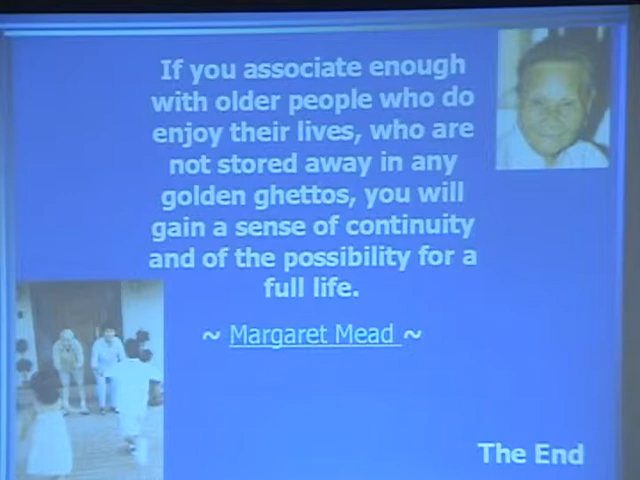 If you associate enough
with older people who do
enjoy their lives, who are
not stored away in any
golden ghettos, you will
gain a sense of continuity
and of the possibility for a
full life.
~ Margaret Mead ~
The End